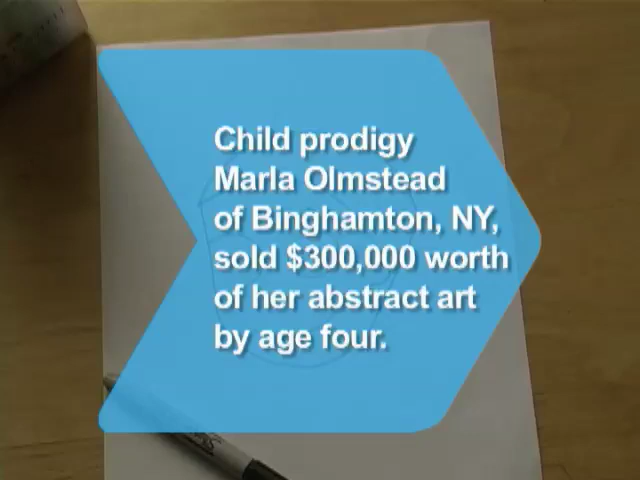 Child prodigy
Marla Olmstead
of Binghamton, NY,
sold $300,000 worth
of her abstract art
by age four.